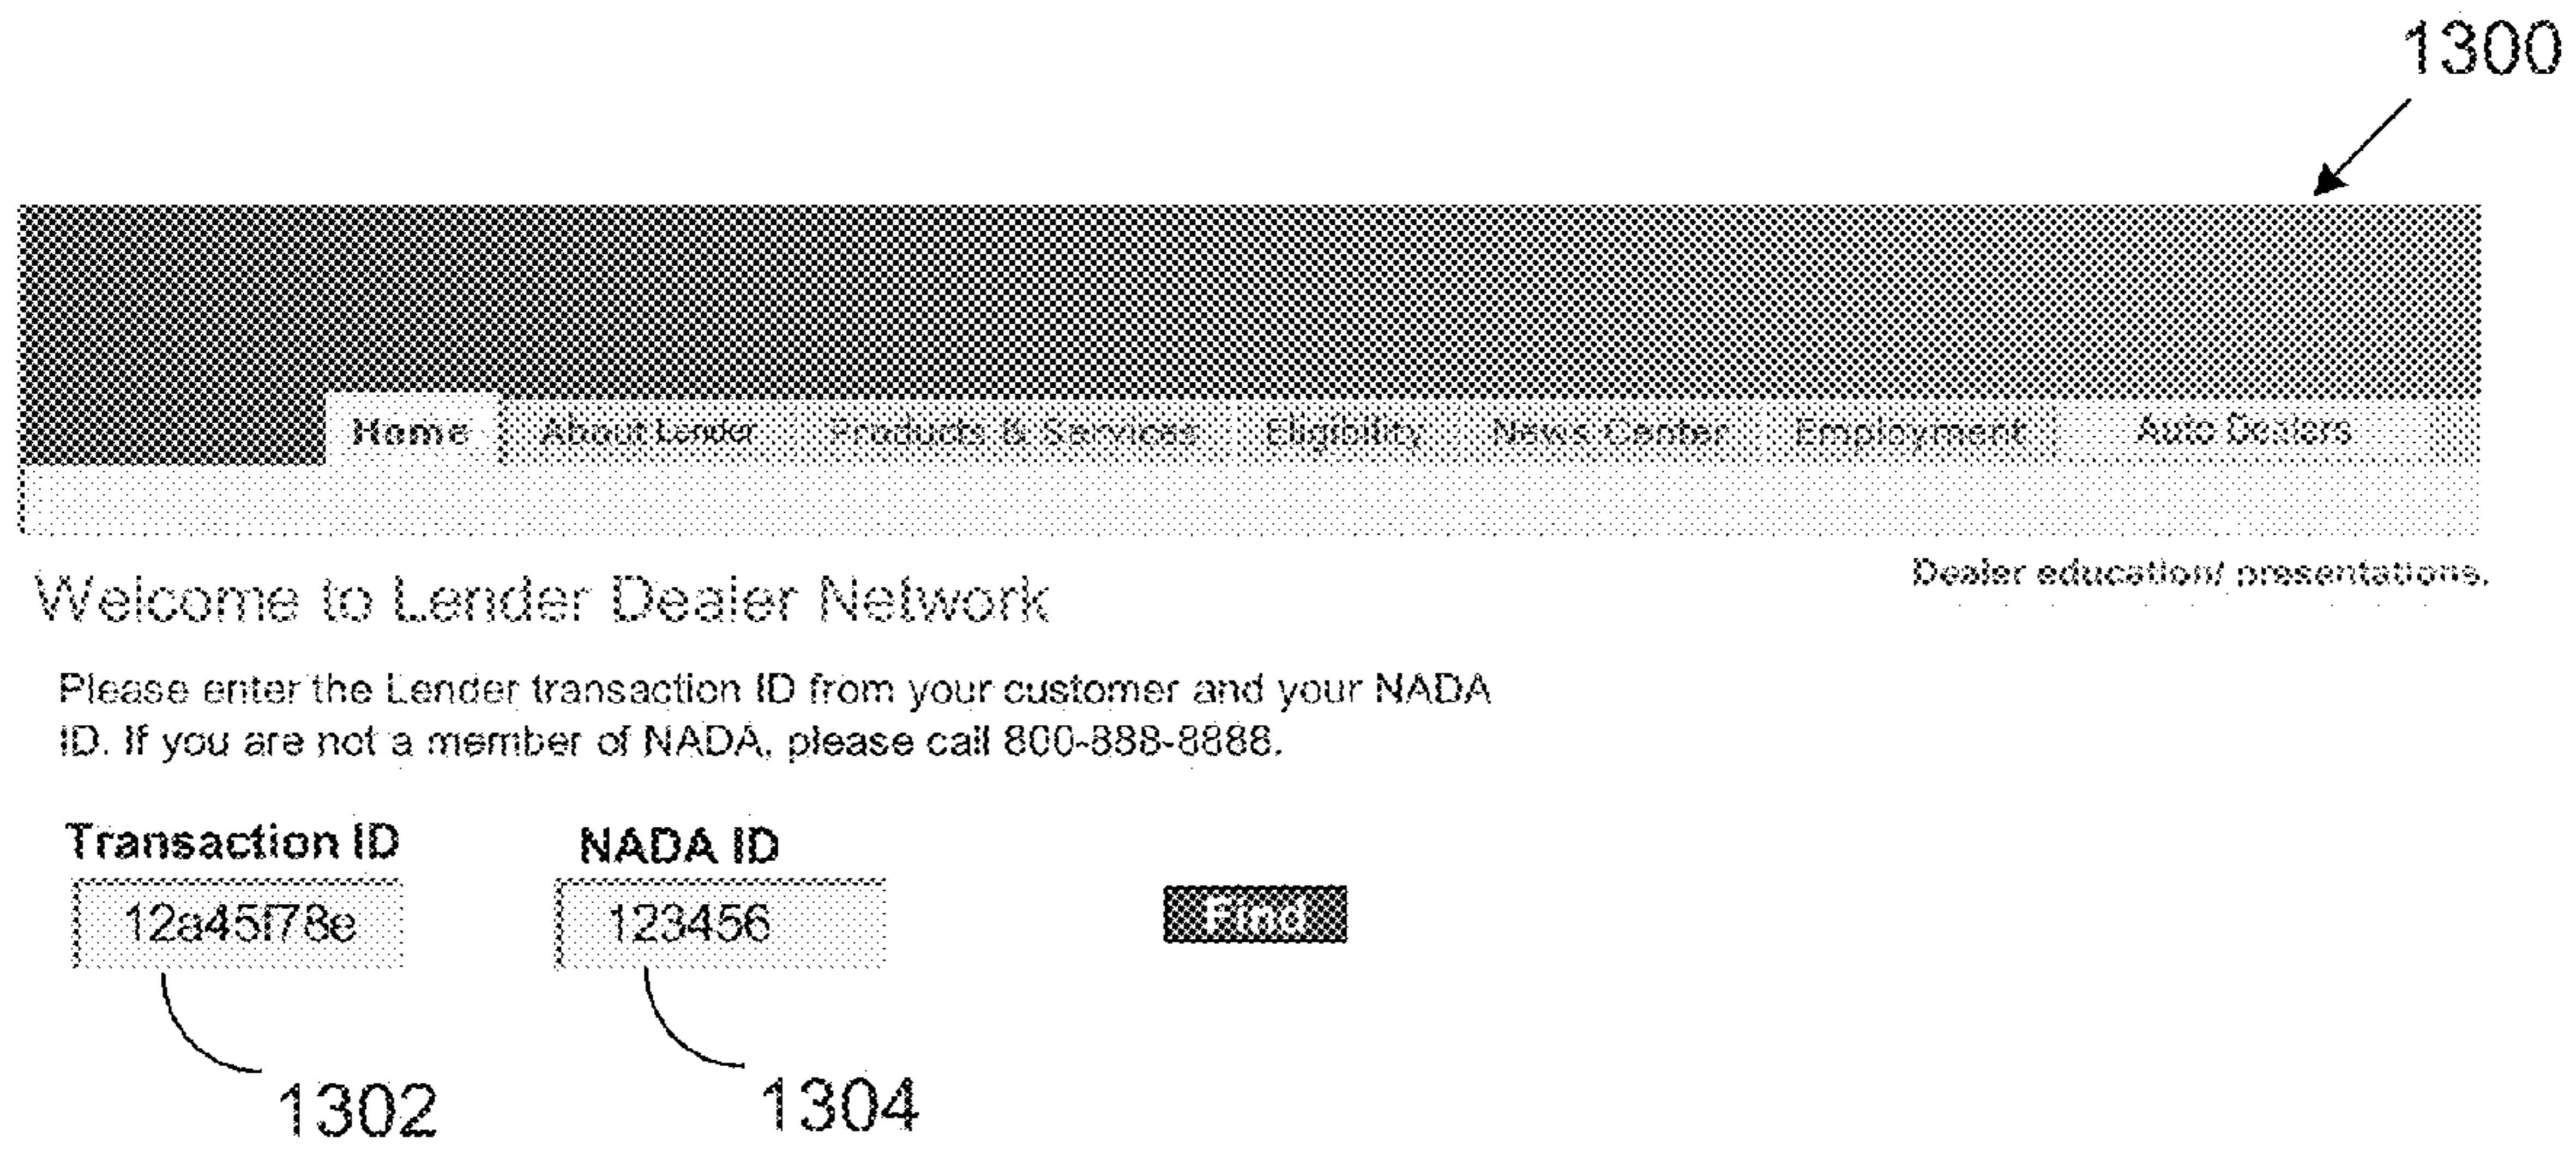 1300
Home About Lender Products & Services Eligibility News Center Employment Auto Dealers
Dealer education/ presentations.
Welcome to Lender Dealer Network
Please enter the Lender transaction ID from your customer and your NADA
ID. If you are not a member of NADA, please call 800-888-8888.
Transaction ID NADA ID
12a45f78e 123456 Find
1302 1304